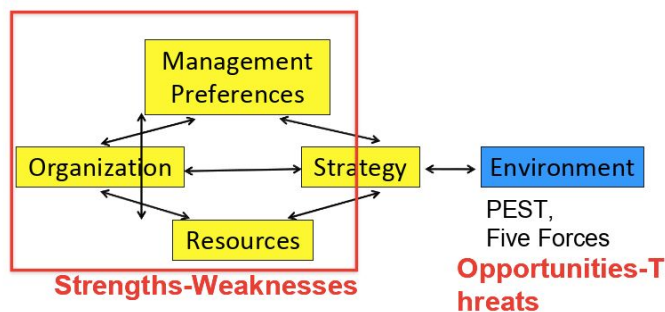 Management
Preferences
Organization
Strategy
Environment
Resources
PEST,
Five Forces
Strengths-Weaknesses
Opportunities-T
hreats